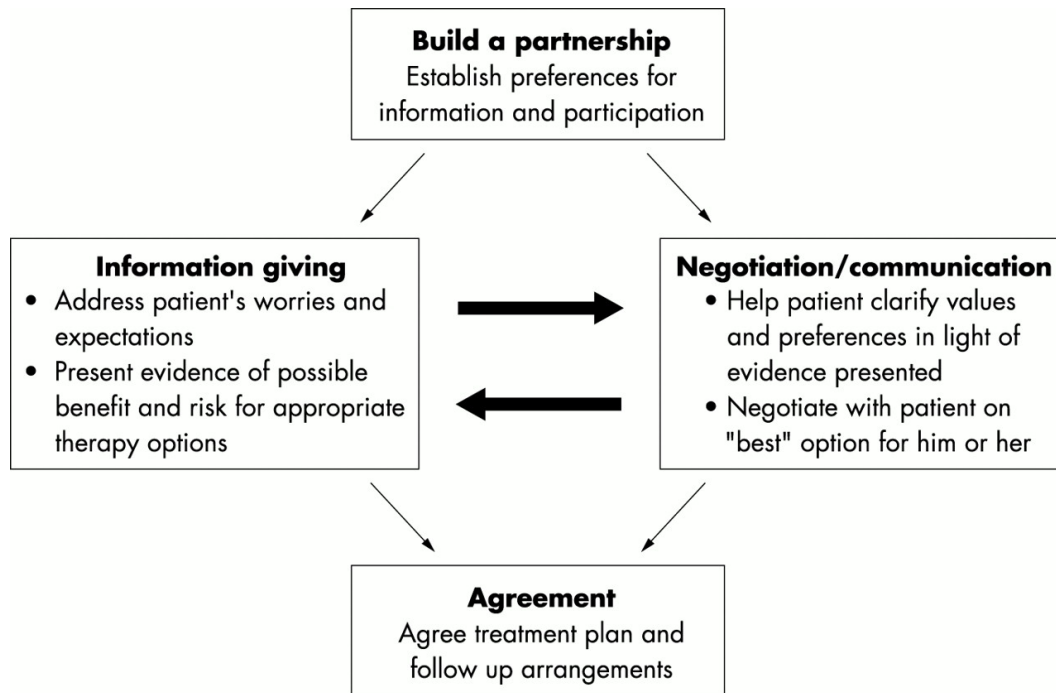 Build a partnership
Establish preferences for
information and participation
Information giving
• Address patient's worries and
expectations
• Present evidence of possible
benefit and risk for appropriate
therapy options
Negotiation/communication
• Help patient clarify values
and preferences in light of
evidence presented
• Negotiate with patient on
"best" option for him or her
Agreement
Agree treatment plan and
follow up arrangements